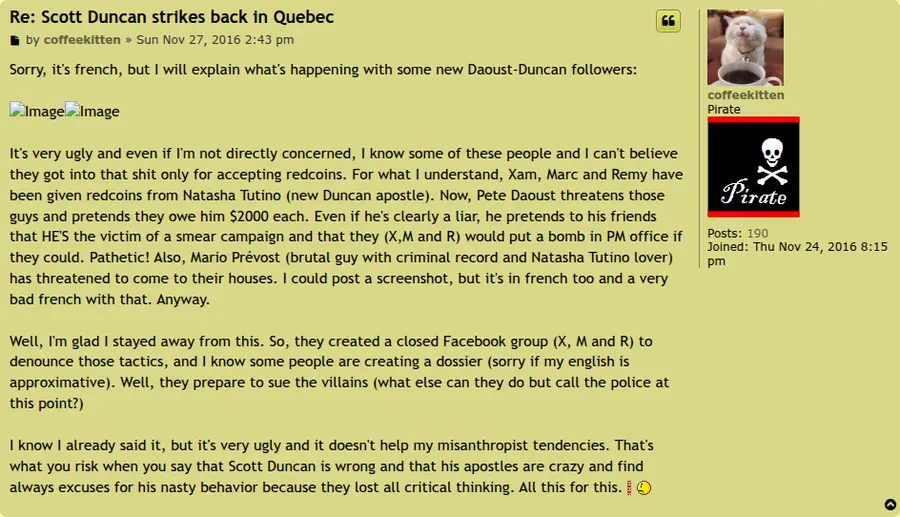 Re: Scott Duncan strikes back in Quebec
by coffeekitten » Sun Nov 27, 2016 2:43 pm
Sorry, it's french, but I will explain what's happening with some new Daoust-Duncan followers:
Image Image
It's very ugly and even if I'm not directly concerned, I know some of these people and I can't believe
they got into that shit only for accepting redcoins. For what I understand, Xam, Marc and Remy have
been given redcoins from Natasha Tutino (new Duncan apostle). Now, Pete Daoust threatens those
guys and pretends they owe him $2000 each. Even if he's clearly a liar, he pretends to his friends
that HE'S the victim of a smear campaign and that they (X,M and R) would put a bomb in PM office if
they could. Pathetic! Also, Mario Prévost (brutal guy with criminal record and Natasha Tutino lover)
has threatened to come to their houses. I could post a screenshot, but it's in french too and a very
bad french with that. Anyway.
Well, I'm glad I stayed away from this. So, they created a closed Facebook group (X, M and R) to
denounce those tactics, and I know some people are creating a dossier (sorry if my english is
approximative). Well, they prepare to sue the villains (what else can they do but call the police at
this point?)
I know I already said it, but it's very ugly and it doesn't help my misanthropist tendencies. That's
what you risk when you say that Scott Duncan is wrong and that his apostles are crazy and find
always excuses for his nasty behavior because they lost all critical thinking. All this for this.
coffeekitten
Pirate
Pirate
Posts: 190
Joined: Thu Nov 24, 2016 8:15
pm